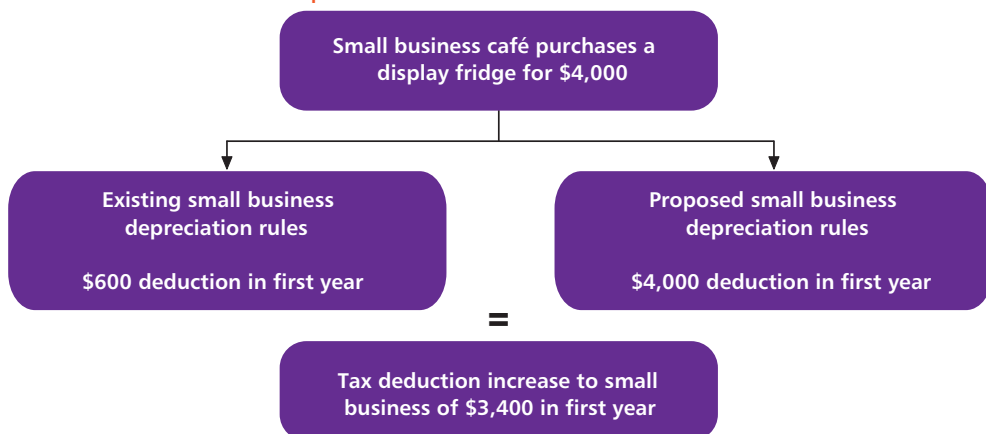 Small business café purchases a
display fridge for $4,000
Existing small business
depreciation rules
$600 deduction in first year
Proposed small business
depreciation rules
$4,000 deduction in first year
=
Tax deduction increase to small
business of $3,400 in first year